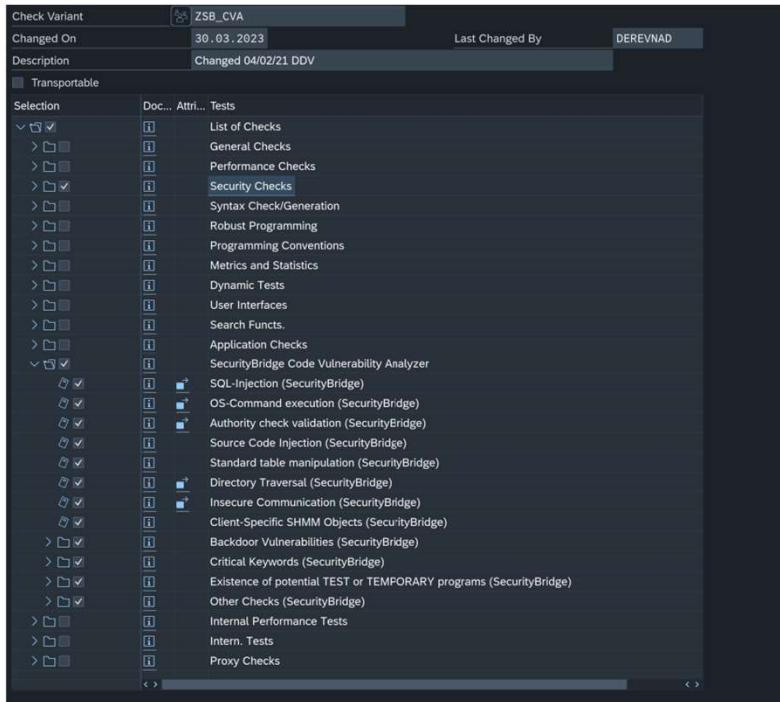 Check Variant ZSB_CVA
Changed On 30.03.2023 Last Changed By DEREVNAD
Description Changed 04/02/21 DDV
Transportable
Selection Doc... Attri... Tests
List of Checks
General Checks
Performance Checks
Security Checks
Syntax Check/Generation
Robust Programming
Programming Conventions
Metrics and Statistics
Dynamic Tests
User Interfaces
Search Functs.
Application Checks
SecurityBridge Code Vulnerability Analyzer
SQL-Injection (SecurityBridge)
OS-Command execution (SecurityBridge)
Authority check validation (SecurityBridge)
Source Code Injection (SecurityBridge)
Standard table manipulation (SecurityBridge)
Directory Traversal (SecurityBridge)
Insecure Communication (SecurityBridge)
Client-Specific SHMM Objects (SecurityBridge)
Backdoor Vulnerabilities (SecurityBridge)
Critical Keywords (SecurityBridge)
Existence of potential TEST or TEMPORARY programs (SecurityBridge)
Other Checks (SecurityBridge)
Internal Performance Tests
Intern. Tests
Proxy Checks